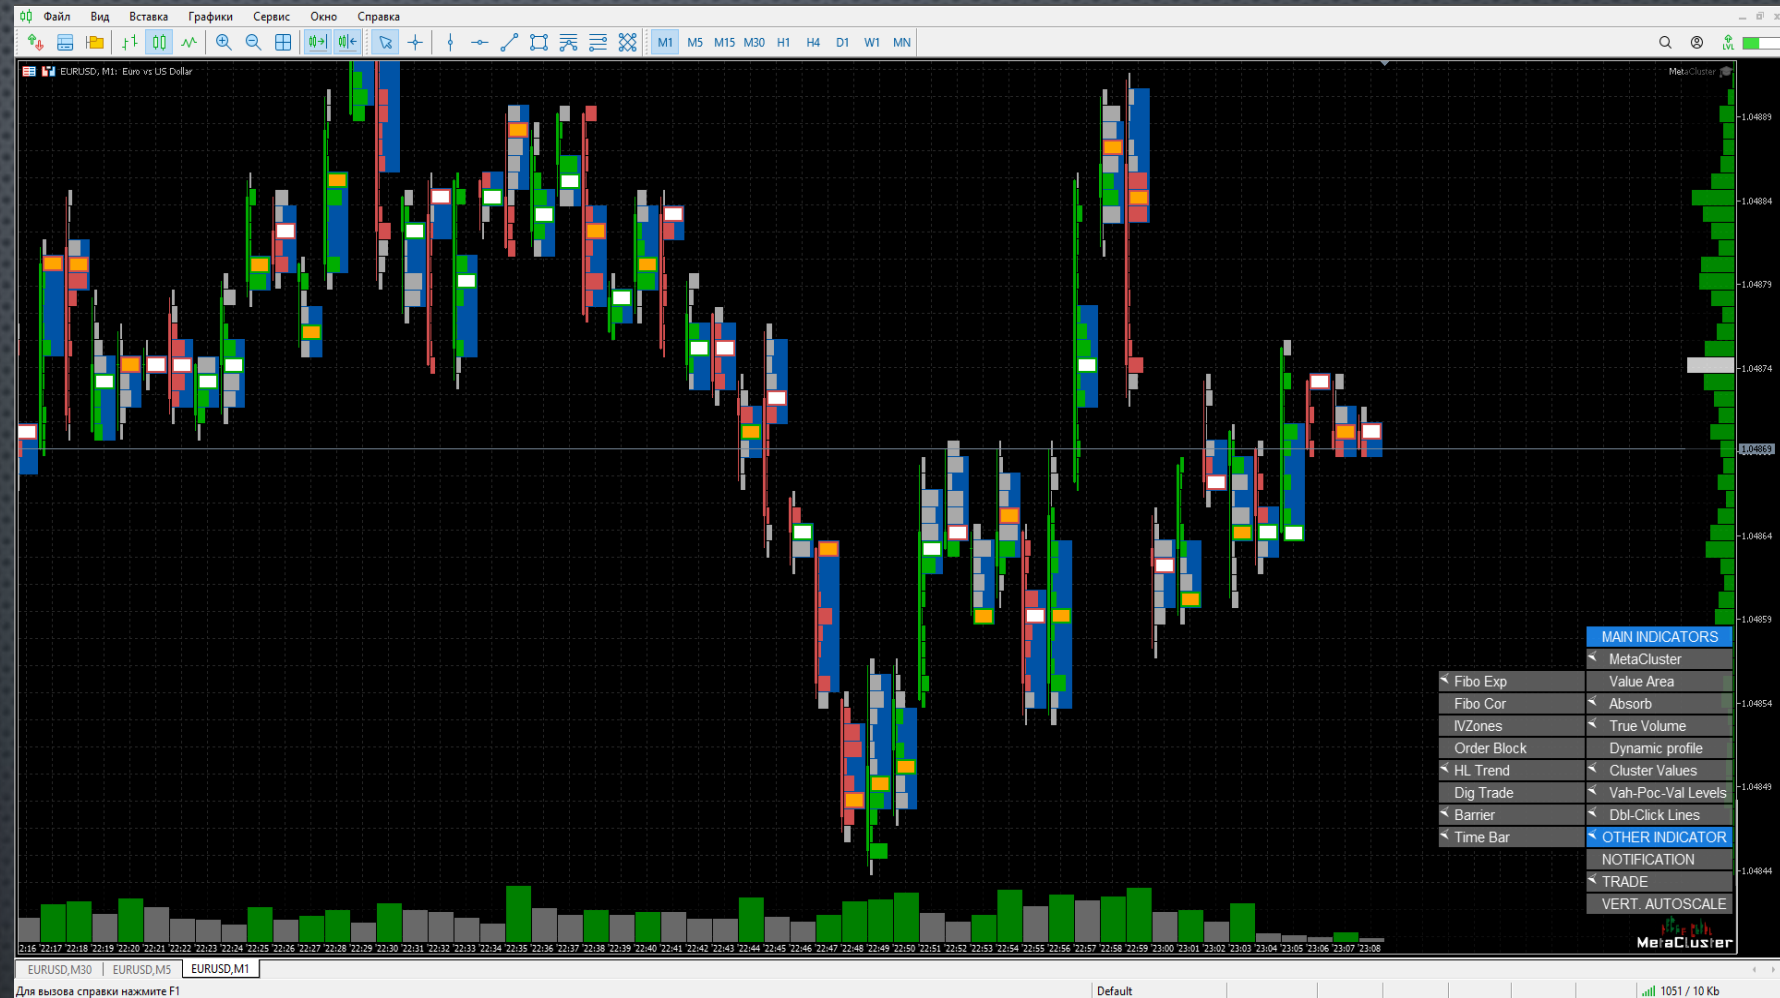 Файл Вид Вставка Графики Сервис Окно Справка
M1 M5 M15 M30 H1 H4 D1 W1 MN
LVL
EURUSD, M1: Euro vs US Dollar
MetaCluster
1.04889
1.04884
1.04879
1.04874
1.04869
1.04864
1.04859
1.04854
1.04849
1.04844
MAIN INDICATORS
MetaCluster
Fibo Exp Value Area
Fibo Cor Absorb
IVZones True Volume
Order Block Dynamic profile
HL Trend Cluster Values
Dig Trade Vah-Poc-Val Levels
Barrier Dbl-Click Lines
Time Bar OTHER INDICATOR
NOTIFICATION
TRADE
VERT. AUTOSCALE
MetaCluster
2:16 '22:17 '22:18 '22:19 '22:20 '22:21 '22:22 '22:23 '22:24 '22:25 '22:26 '22:27 '22:28 '22:29 '22:30 '22:31 '22:32 '22:33 '22:34 '22:35 '22:36 '22:37 '22:38 '22:39 '22:40 '22:41 '22:42 '22:43 '22:44 '22:45 '22:46 '22:47 '22:48 '22:49 '22:50 '22:51 '22:52 '22:53 '22:54 '22:55 '22:56 '22:57 '22:58 '22:59 '23:00 '23:01 '23:02 '23:03 '23:04 '23:05 '23:06 '23:07 '23:08
EURUSD,M30 EURUSD,M5 EURUSD,M1
Для вызова справки нажмите F1 Default 1051 / 10 Kb